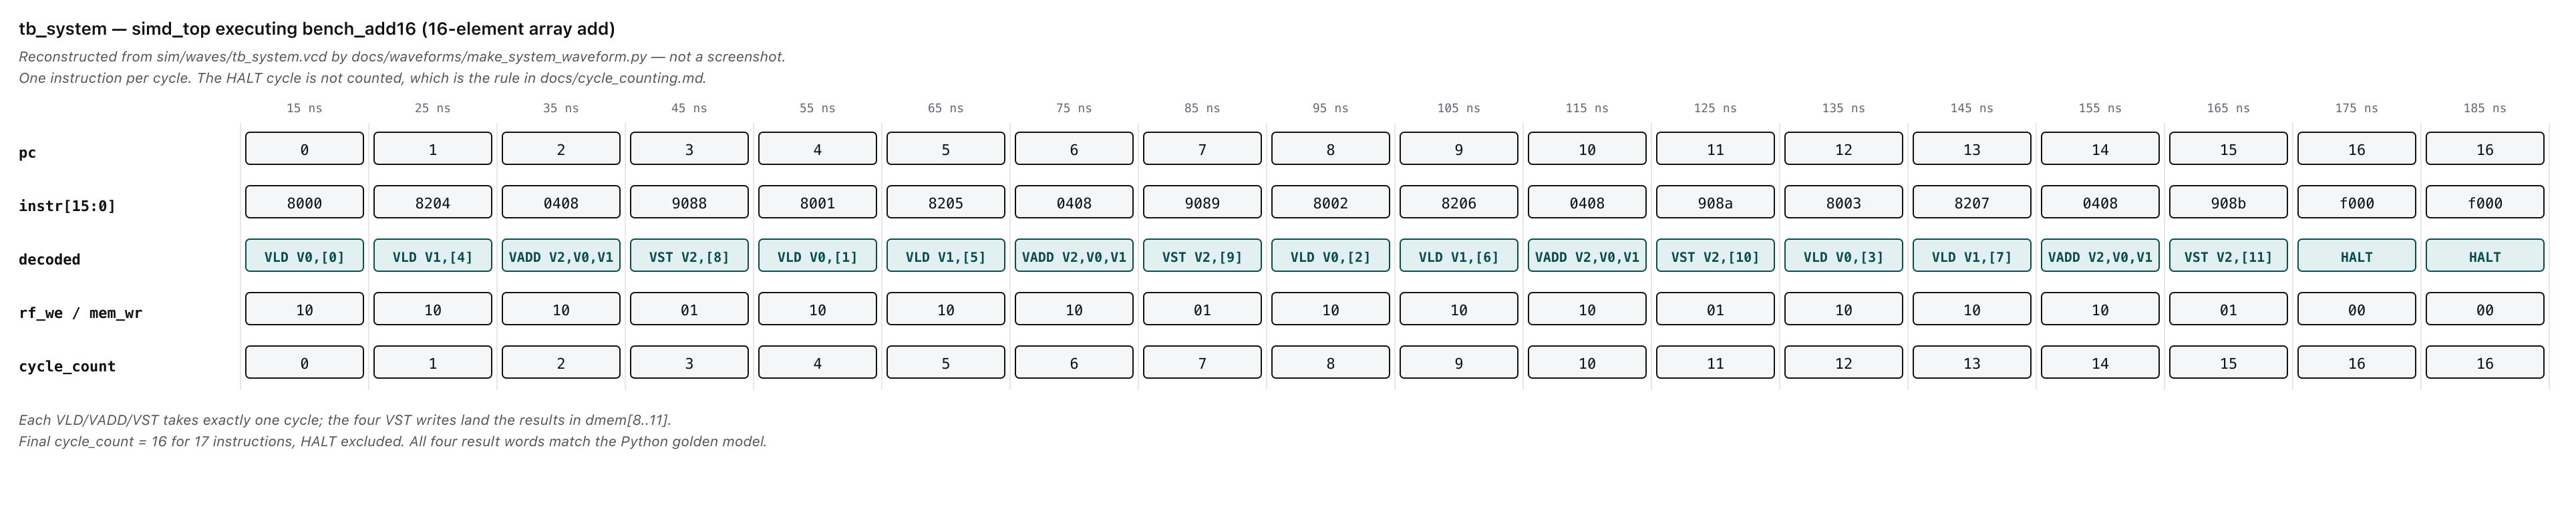 tb_system — simd_top executing bench_add16 (16-element array add)
Reconstructed from sim/waves/tb_system.vcd by docs/waveforms/make_system_waveform.py — not a screenshot.
One instruction per cycle. The HALT cycle is not counted, which is the rule in docs/cycle_counting.md.
15 ns 25 ns 35 ns 45 ns 55 ns 65 ns 75 ns 85 ns 95 ns 105 ns 115 ns 125 ns 135 ns 145 ns 155 ns 165 ns 175 ns 185 ns
pc 0 1 2 3 4 5 6 7 8 9 10 11 12 13 14 15 16 16
instr[15:0] 8000 8204 0408 9088 8001 8205 0408 9089 8002 8206 0408 908a 8003 8207 0408 908b f000 f000
decoded VLD V0,[0] VLD V1,[4] VADD V2,V0,V1 VST V2,[8] VLD V0,[1] VLD V1,[5] VADD V2,V0,V1 VST V2,[9] VLD V0,[2] VLD V1,[6] VADD V2,V0,V1 VST V2,[10] VLD V0,[3] VLD V1,[7] VADD V2,V0,V1 VST V2,[11] HALT HALT
rf_we / mem_wr 10 10 10 01 10 10 10 01 10 10 10 01 10 10 10 01 00 00
cycle_count 0 1 2 3 4 5 6 7 8 9 10 11 12 13 14 15 16 16
Each VLD/VADD/VST takes exactly one cycle; the four VST writes land the results in dmem[8..11].
Final cycle_count = 16 for 17 instructions, HALT excluded. All four result words match the Python golden model.